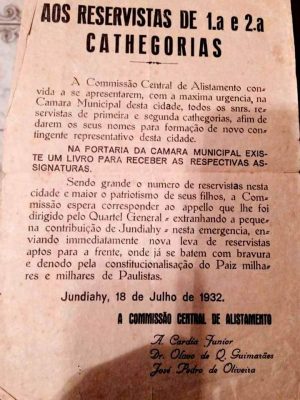 AOS RESERVISTAS DE 1.a e 2.a
CATHEGORIAS
A Commissão Central de Alistamento con-
vida a se apresentarem, com a maxima urgencia, na
Camara Municipal desta cidade, todos os snrs. re-
servistas de primeira e segunda cathegorias, afim de
darem os seus nomes para formação de novo con-
tingente representativo desta cidade.
NA PORTARIA DA CAMARA MUNICIPAL EXIS-
TE UM LIVRO PARA RECEBER AS RESPECTIVAS AS-
SIGNATURAS.
Sendo grande o numero de reservistas nesta
cidade e maior o patriotismo de seus filhos, a Com-
missão espera corresponder ao appello que lhe foi
dirigido pelo Quartel General - extranhando a peque-
na contribuição de Jundiahy - nesta emergencia, en-
viando immediatamente nova leva de reservistas
aptos para a frente, onde já se batem com bravura
e denodo pela constitucionalisação do Paiz milha-
res e milhares de Paulistas.
Jundiahy, 18 de Julho de 1932.
A COMMISSÃO CENTRAL DE ALISTAMENTO
A. Cardia Junior
Dr. Olavo de Q. Guimarães
José Pedro de Oliveira